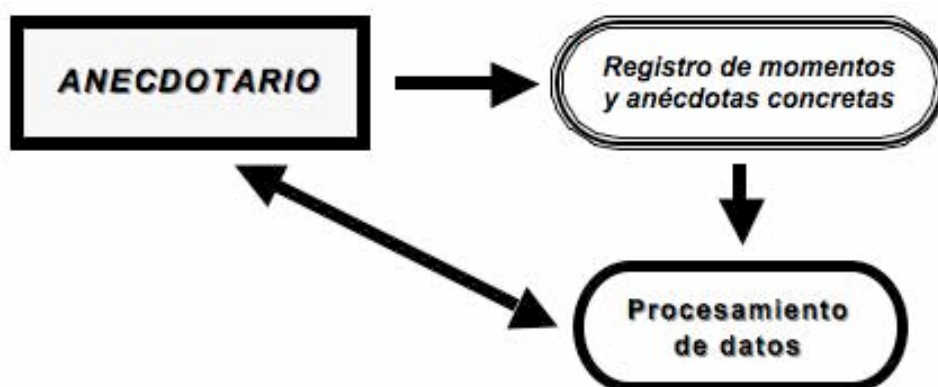 ANECDOTARIO
Registro de momentos
y anécdotas concretas
Procesamiento
de datos